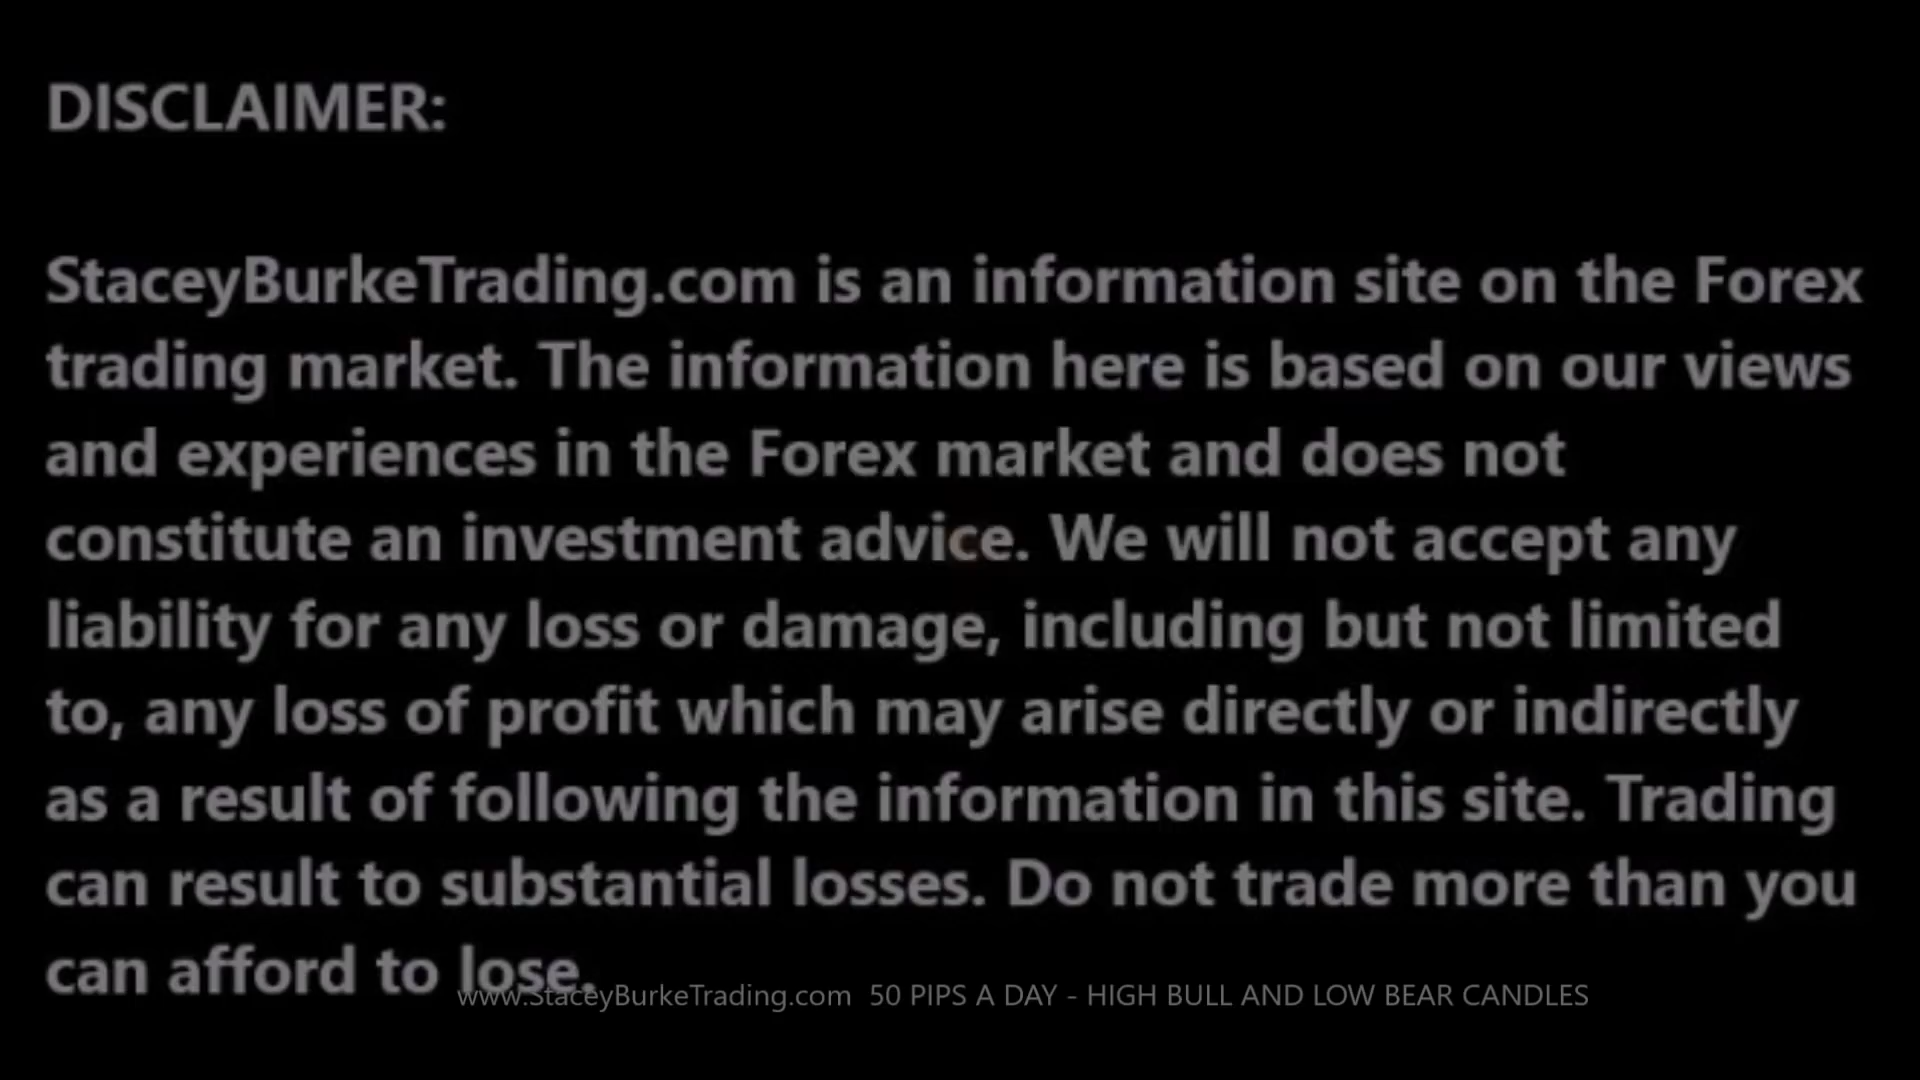 DISCLAIMER:
StaceyBurkeTrading.com is an information site on the Forex
trading market. The information here is based on our views
and experiences in the Forex market and does not
constitute an investment advice. We will not accept any
liability for any loss or damage, including but not limited
to, any loss of profit which may arise directly or indirectly
as a result of following the information in this site. Trading
can result to substantial losses. Do not trade more than you
can afford to lose.
www.StaceyBurkeTrading.com 50 PIPS A DAY - HIGH BULL AND LOW BEAR CANDLES